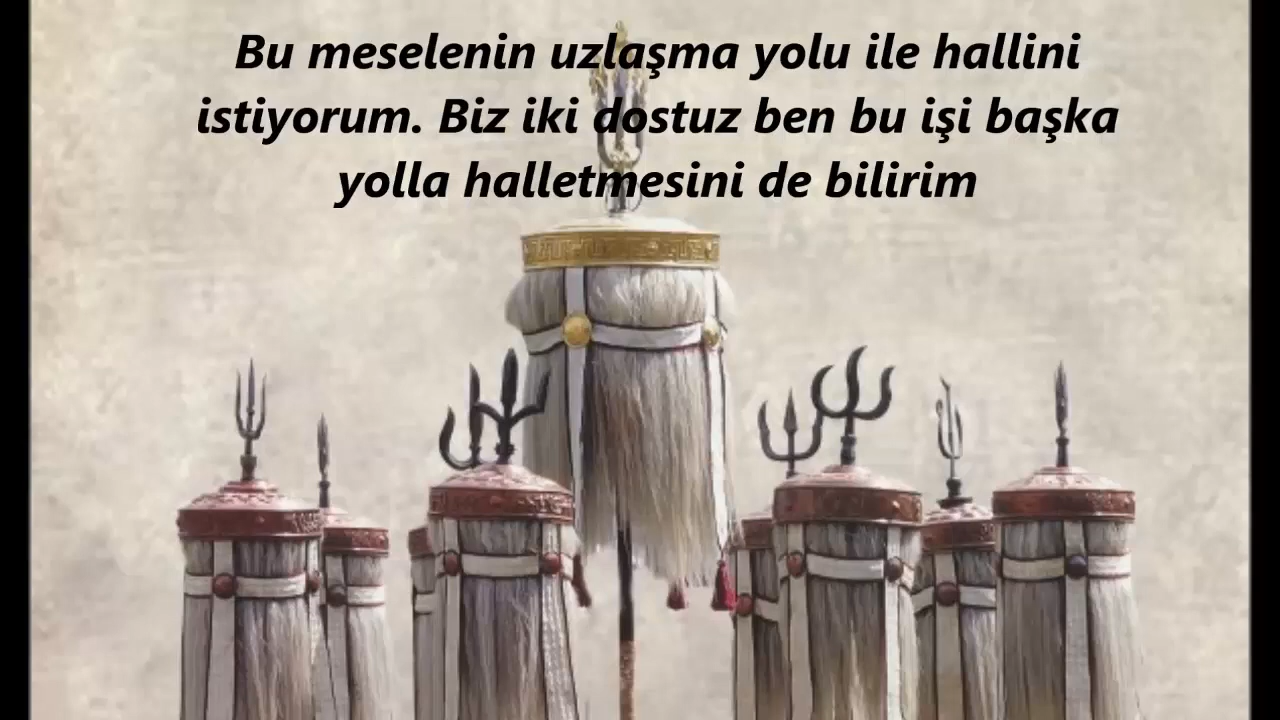 Bu meselenin uzlaşma yolu ile hallini
istiyorum. Biz iki dostuz ben bu işi başka
yolla halletmesini de bilirim